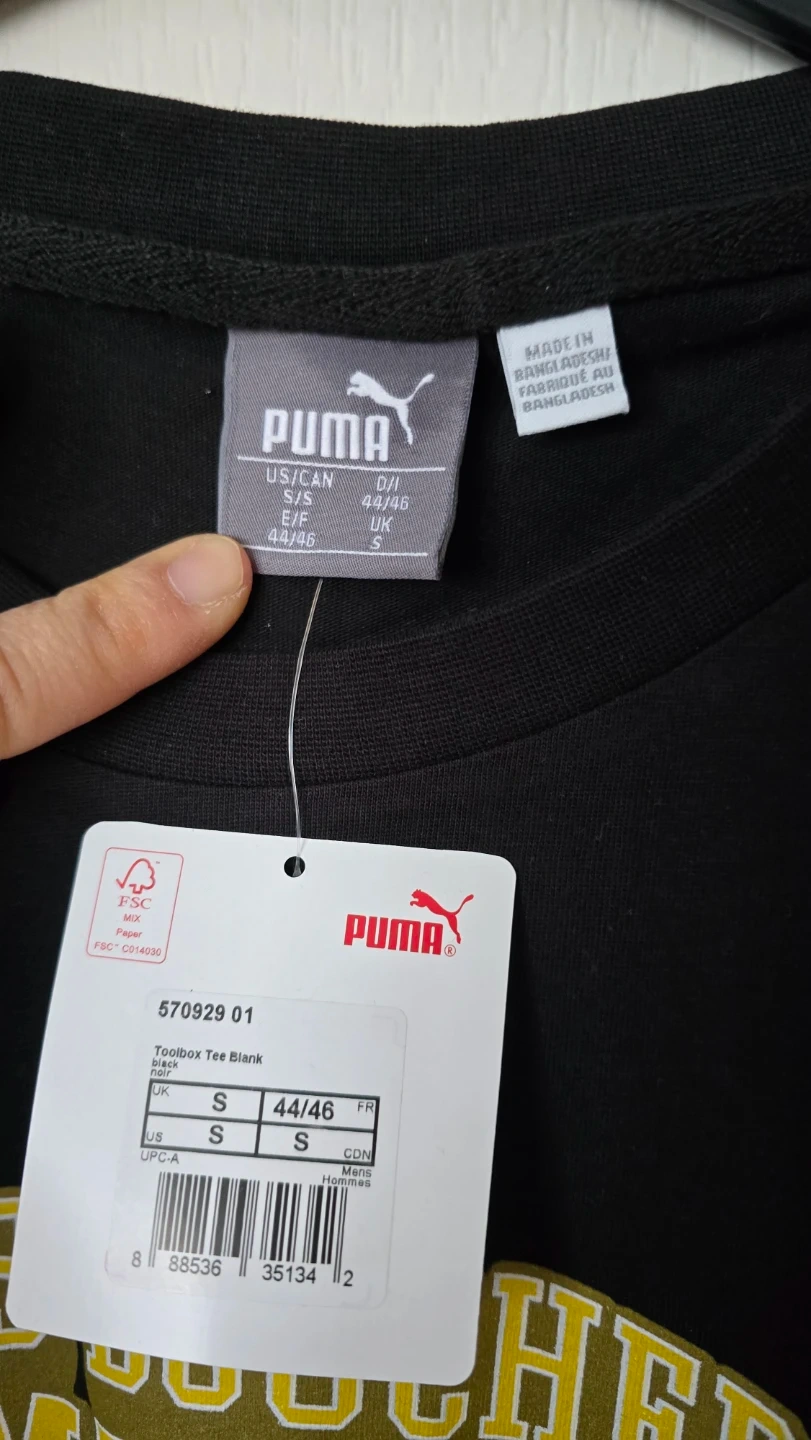 PUMA
US/CAN D/I
S/S 44/46
E/F UK
44/46 S
MADE IN
BANGLADESH/
FABRIQUÉ AU
BANGLADESH
FSC™
MIX
Paper
FSC® C014030
PUMA®
570929 01
Toolbox Tee Blank
black
noir
UK S 44/46 FR
US S S CDN
UPC-A
Mens
Hommes
8 88536 35134 2